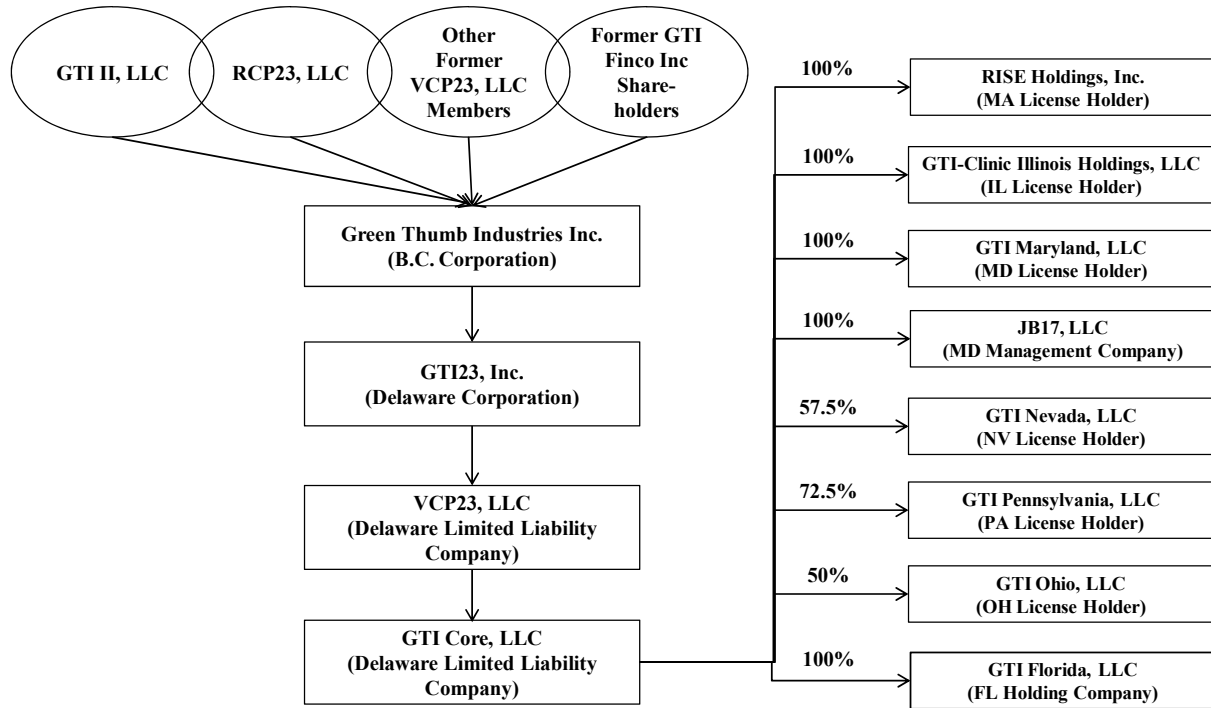 GTI II, LLC
RCP23, LLC
Other
Former
VCP23, LLC
Members
Former GTI
Finco Inc
Share-
holders
Green Thumb Industries Inc.
(B.C. Corporation)
GTI23, Inc.
(Delaware Corporation)
VCP23, LLC
(Delaware Limited Liability
Company)
GTI Core, LLC
(Delaware Limited Liability
Company)
100%
RISE Holdings, Inc.
(MA License Holder)
100%
GTI-Clinic Illinois Holdings, LLC
(IL License Holder)
100%
GTI Maryland, LLC
(MD License Holder)
100%
JB17, LLC
(MD Management Company)
57.5%
GTI Nevada, LLC
(NV License Holder)
72.5%
GTI Pennsylvania, LLC
(PA License Holder)
50%
GTI Ohio, LLC
(OH License Holder)
100%
GTI Florida, LLC
(FL Holding Company)